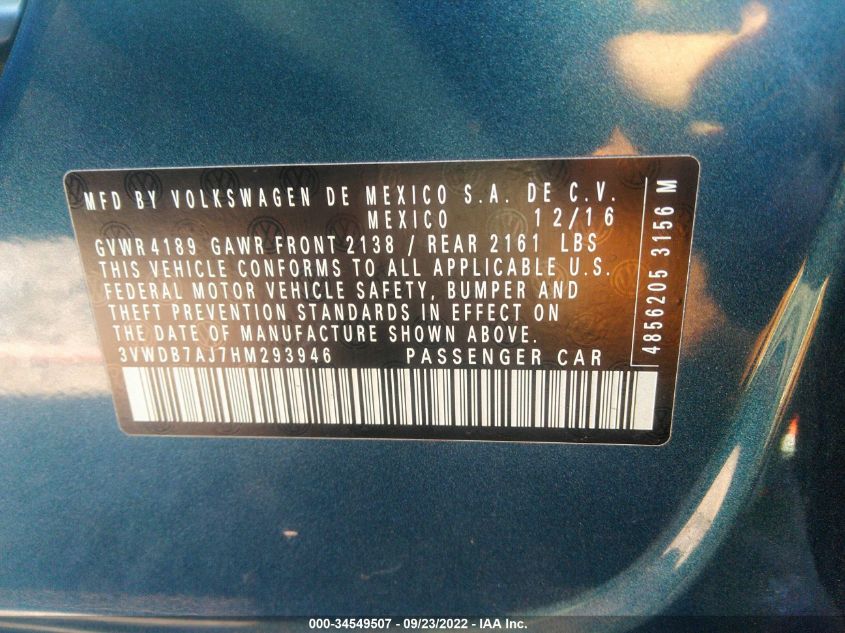 MFD BY VOLKSWAGEN DE MEXICO S.A. DE C.V.
MEXICO 12/16
GVWR 4189 GAWR FRONT 2138 / REAR 2161 LBS
THIS VEHICLE CONFORMS TO ALL APPLICABLE U.S.
FEDERAL MOTOR VEHICLE SAFETY, BUMPER AND
THEFT PREVENTION STANDARDS IN EFFECT ON
THE DATE OF MANUFACTURE SHOWN ABOVE.
3VWDB7AJ7HM293946 PASSENGER CAR
4856205 3156 M
000-34549507 - 09/23/2022 - IAA Inc.